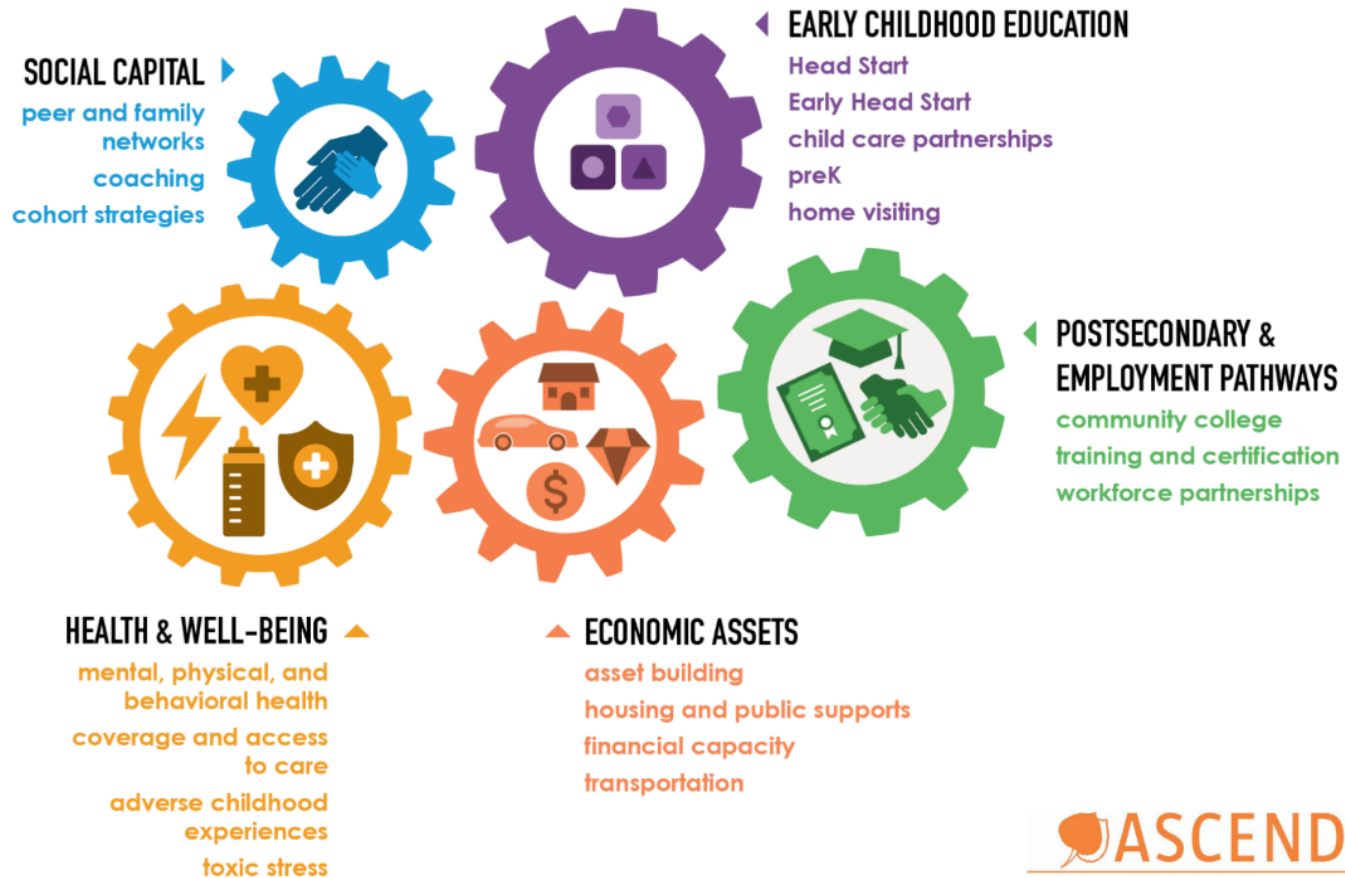 SOCIAL CAPITAL
peer and family
networks
coaching
cohort strategies
EARLY CHILDHOOD EDUCATION
Head Start
Early Head Start
child care partnerships
preK
home visiting
POSTSECONDARY &
EMPLOYMENT PATHWAYS
community college
training and certification
workforce partnerships
HEALTH & WELL-BEING
mental, physical, and
behavioral health
coverage and access
to care
adverse childhood
experiences
toxic stress
$
ECONOMIC ASSETS
asset building
housing and public supports
financial capacity
transportation
ASCEND